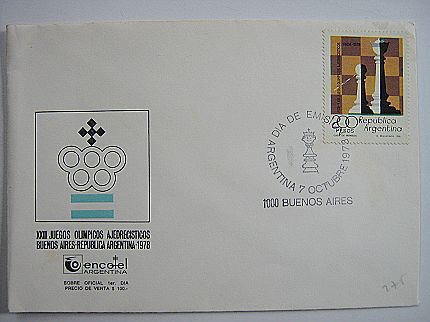 200
PESOS
Republica
Argentina
DIA DE EMISION
ARGENTINA 7 OCTUBRE 1978
1000 BUENOS AIRES
XXIII JUEGOS OLIMPICOS AJEDRECISTICOS
BUENOS AIRES-REPUBLICA ARGENTINA-1978
encotel
ARGENTINA
SOBRE OFICIAL 1er. DIA
PRECIO DE VENTA $ 100.-